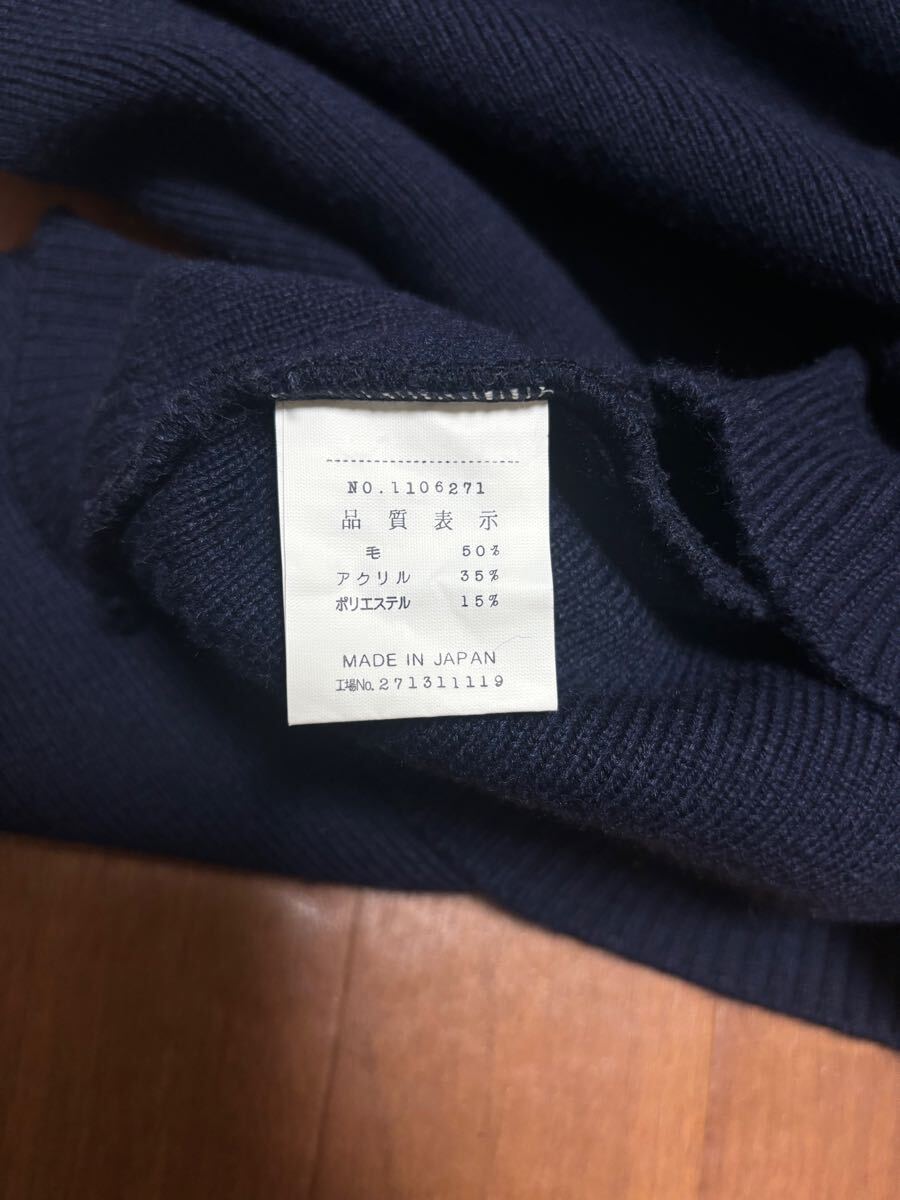 NO.1106271
品質表示
毛 50%
アクリル 35%
ポリエステル 15%
MADE IN JAPAN
工場No.271311119